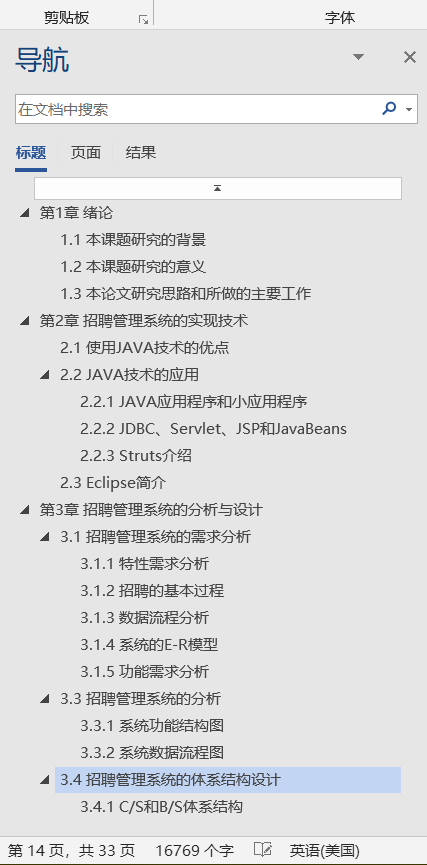 剪贴板 字体
导航
在文档中搜索
标题 页面 结果
第1章 绪论
1.1 本课题研究的背景
1.2 本课题研究的意义
1.3 本论文研究思路和所做的主要工作
第2章 招聘管理系统的实现技术
2.1 使用JAVA技术的优点
2.2 JAVA技术的应用
2.2.1 JAVA应用程序和小应用程序
2.2.2 JDBC、Servlet、JSP和JavaBeans
2.2.3 Struts介绍
2.3 Eclipse简介
第3章 招聘管理系统的分析与设计
3.1 招聘管理系统的需求分析
3.1.1 特性需求分析
3.1.2 招聘的基本过程
3.1.3 数据流程分析
3.1.4 系统的E-R模型
3.1.5 功能需求分析
3.3 招聘管理系统的分析
3.3.1 系统功能结构图
3.3.2 系统数据流程图
3.4 招聘管理系统的体系结构设计
3.4.1 C/S和B/S体系结构
第 14 页，共 33 页 16769 个字 英语(美国)